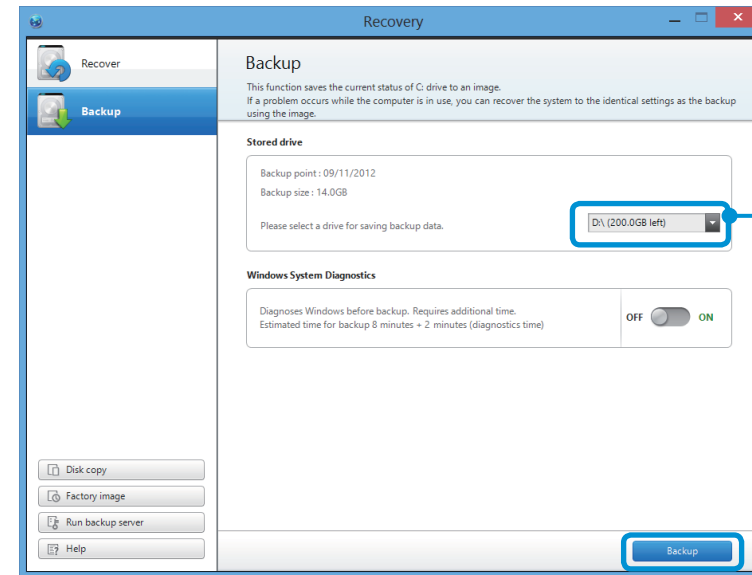 Recovery
Recover
Backup
Backup
This function saves the current status of C: drive to an image.
If a problem occurs while the computer is in use, you can recover the system to the identical settings as the backup
using the image.
Stored drive
Backup point : 09/11/2012
Backup size : 14.0GB
Please select a drive for saving backup data.
D:\ (200.0GB left)
Windows System Diagnostics
Diagnoses Windows before backup. Requires additional time.
Estimated time for backup 8 minutes + 2 minutes (diagnostics time)
OFF ON
Disk copy
Factory image
Run backup server
Help
Backup